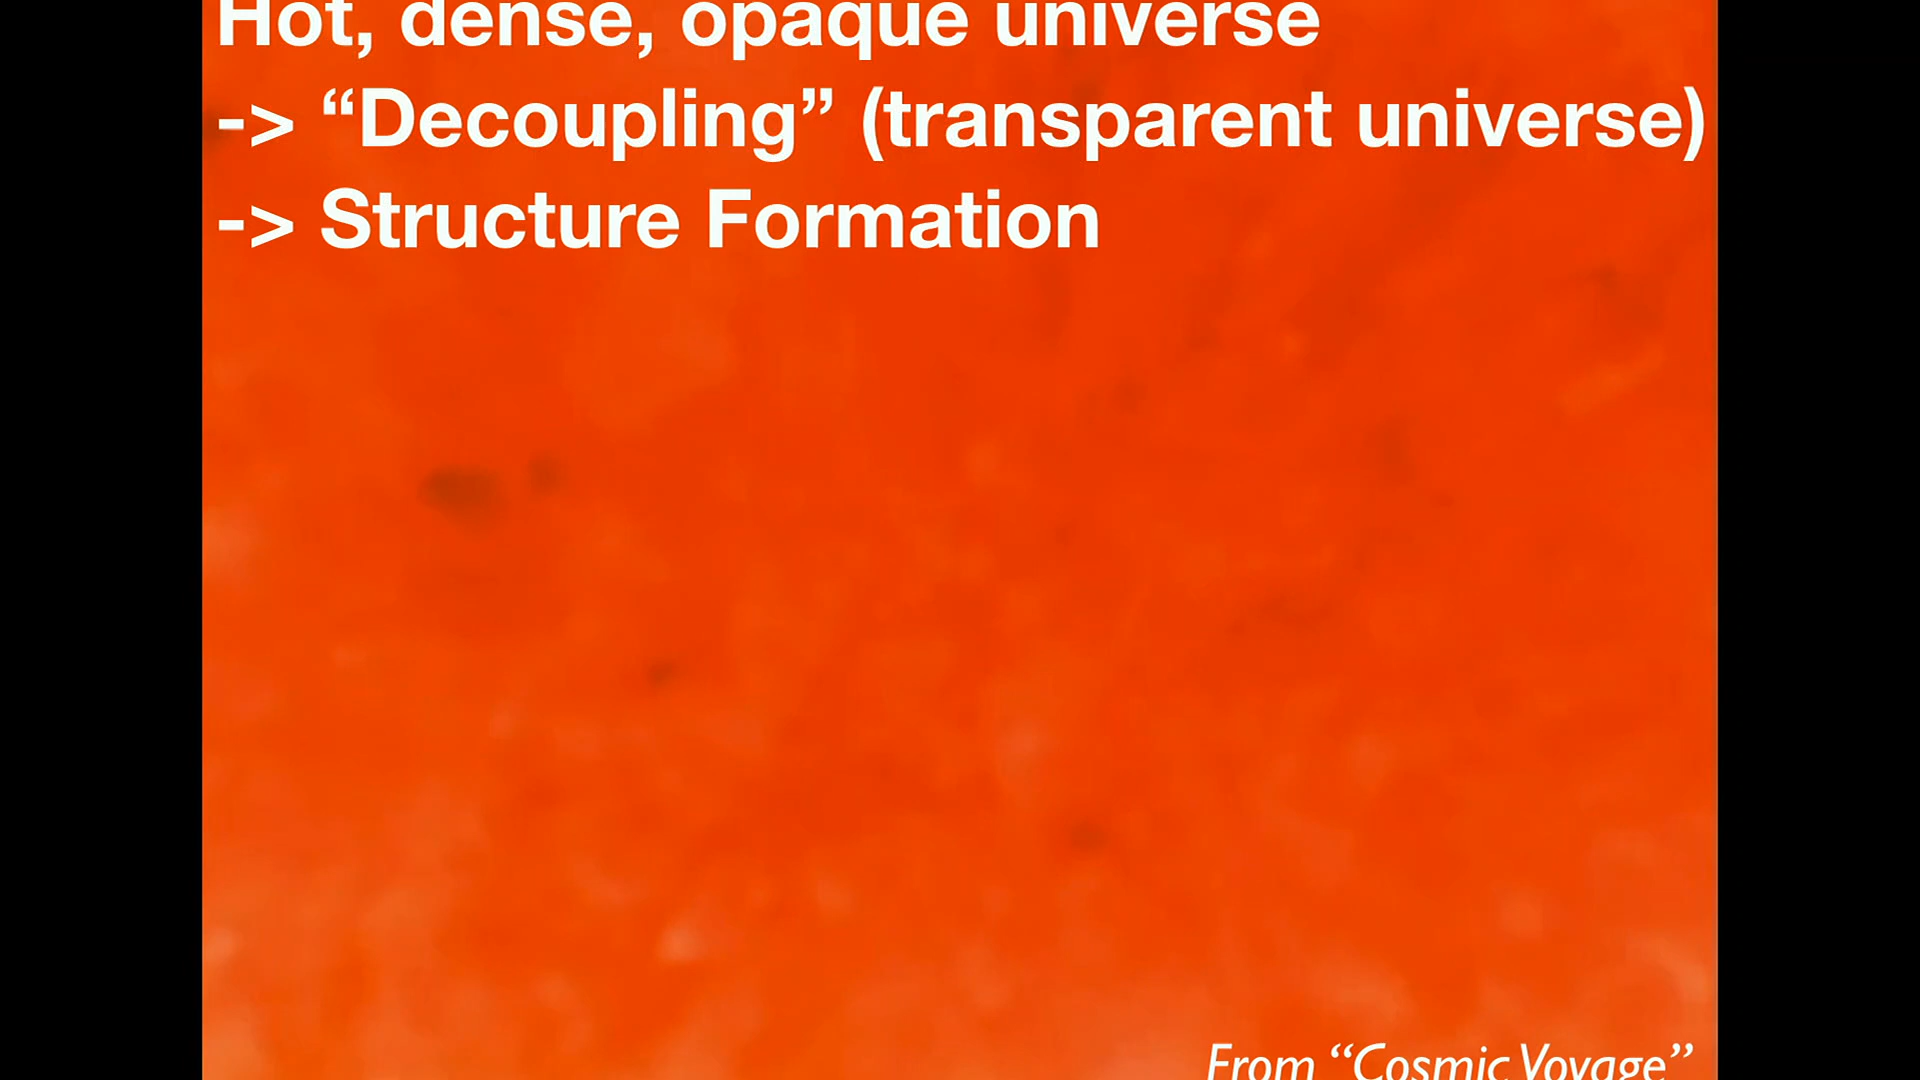 Hot, dense, opaque universe
-> “Decoupling” (transparent universe)
-> Structure Formation
From “Cosmic Voyage”